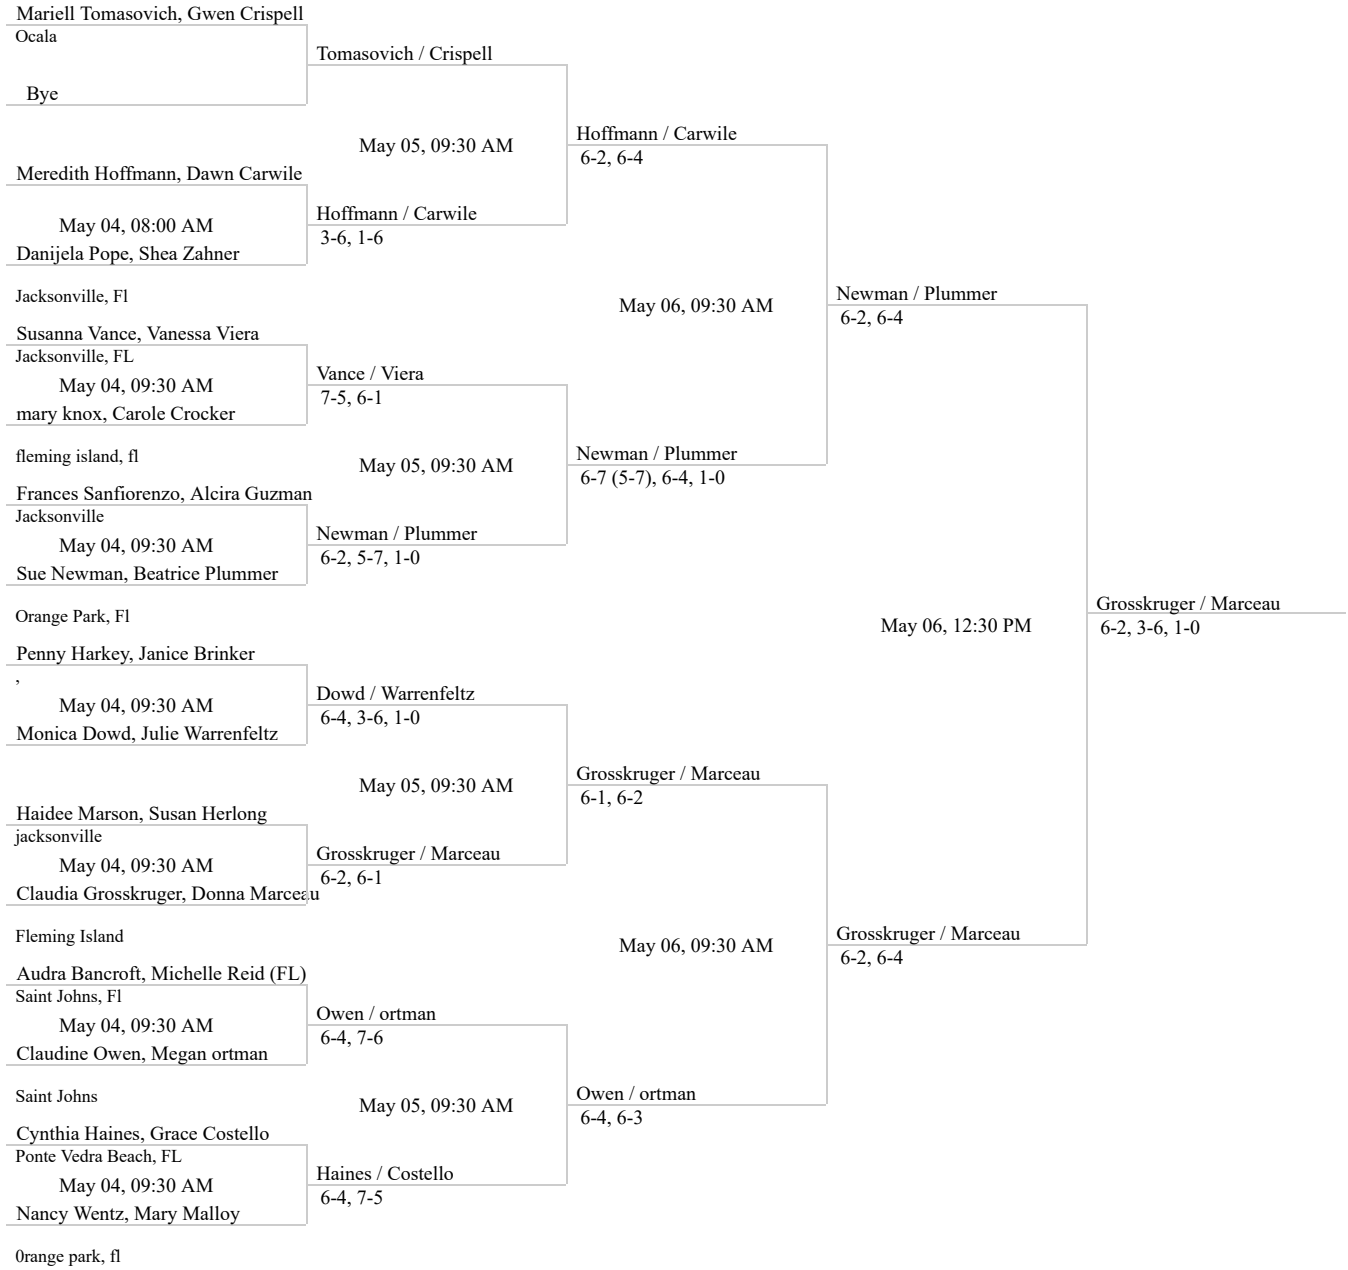 Mariell Tomasovich, Gwen Crispell
Ocala
Tomasovich / Crispell
Bye
May 05, 09:30 AM
Hoffmann / Carwile
6-2, 6-4
Meredith Hoffmann, Dawn Carwile
May 04, 08:00 AM
Hoffmann / Carwile
3-6, 1-6
Danijela Pope, Shea Zahner
Jacksonville, Fl
May 06, 09:30 AM
Newman / Plummer
6-2, 6-4
Susanna Vance, Vanessa Viera
Jacksonville, FL
May 04, 09:30 AM
Vance / Viera
7-5, 6-1
mary knox, Carole Crocker
fleming island, fl
May 05, 09:30 AM
Newman / Plummer
6-7 (5-7), 6-4, 1-0
Frances Sanfiorenzo, Alcira Guzman
Jacksonville
May 04, 09:30 AM
Newman / Plummer
6-2, 5-7, 1-0
Sue Newman, Beatrice Plummer
Orange Park, Fl
May 06, 12:30 PM
Grosskruger / Marceau
6-2, 3-6, 1-0
Penny Harkey, Janice Brinker
,
May 04, 09:30 AM
Dowd / Warrenfeltz
6-4, 3-6, 1-0
Monica Dowd, Julie Warrenfeltz
May 05, 09:30 AM
Grosskruger / Marceau
6-1, 6-2
Haidee Marson, Susan Herlong
jacksonville
May 04, 09:30 AM
Grosskruger / Marceau
6-2, 6-1
Claudia Grosskruger, Donna Marceau
Fleming Island
May 06, 09:30 AM
Grosskruger / Marceau
6-2, 6-4
Audra Bancroft, Michelle Reid (FL)
Saint Johns, Fl
May 04, 09:30 AM
Owen / ortman
6-4, 7-6
Claudine Owen, Megan ortman
Saint Johns
May 05, 09:30 AM
Owen / ortman
6-4, 6-3
Cynthia Haines, Grace Costello
Ponte Vedra Beach, FL
May 04, 09:30 AM
Haines / Costello
6-4, 7-5
Nancy Wentz, Mary Malloy
0range park, fl